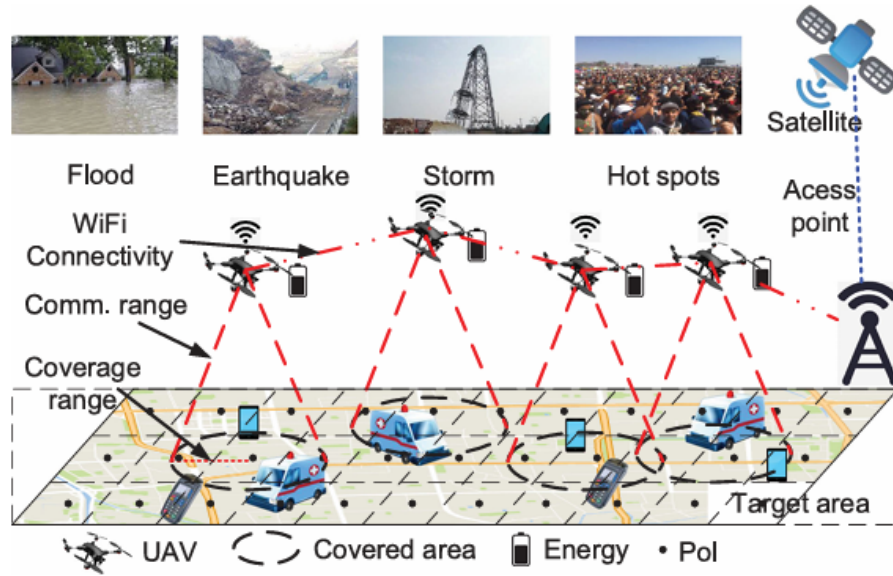 Satellite
Flood
Earthquake
Storm
Hot spots
Acess
point
WiFi
Connectivity
Comm. range
Coverage
range
Target area
UAV
Covered area
Energy
PoI